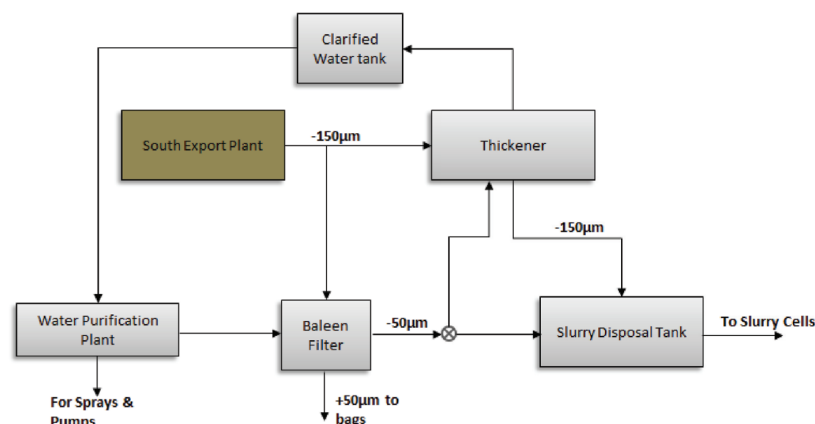 Clarified
Water tank
South Export Plant
-150µm
Thickener
-150µm
Water Purification
Plant
Baleen
Filter
-50µm
Slurry Disposal Tank
To Slurry Cells
For Sprays &
Pumps
+50µm to
bags